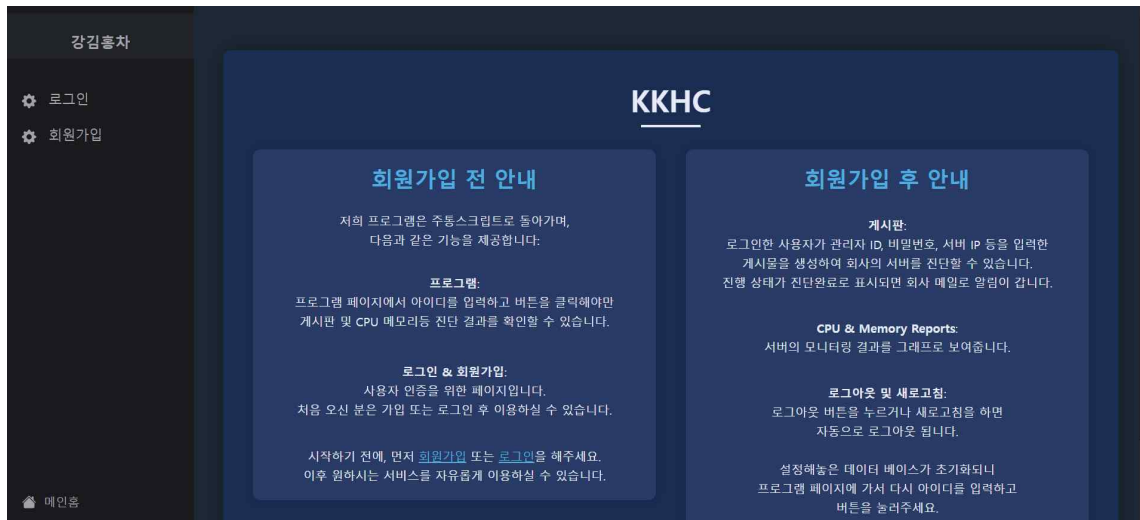 강김홍차
로그인
회원가입
메인홈
KKHC
회원가입 전 안내
저희 프로그램은 주통스크립트로 돌아가며,
다음과 같은 기능을 제공합니다:
프로그램:
프로그램 페이지에서 아이디를 입력하고 버튼을 클릭해야만
게시판 및 CPU 메모리등 진단 결과를 확인할 수 있습니다.
로그인 & 회원가입:
사용자 인증을 위한 페이지입니다.
처음 오신 분은 가입 또는 로그인 후 이용하실 수 있습니다.
시작하기 전에, 먼저 회원가입 또는 로그인을 해주세요.
이후 원하시는 서비스를 자유롭게 이용하실 수 있습니다.
회원가입 후 안내
게시판:
로그인한 사용자가 관리자 ID, 비밀번호, 서버 IP 등을 입력한
게시물을 생성하여 회사의 서버를 진단할 수 있습니다.
진행 상태가 진단완료로 표시되면 회사 메일로 알림이 갑니다.
CPU & Memory Reports:
서버의 모니터링 결과를 그래프로 보여줍니다.
로그아웃 및 새로고침:
로그아웃 버튼을 누르거나 새로고침을 하면
자동으로 로그아웃 됩니다.
설정해놓은 데이터 베이스가 초기화되니
프로그램 페이지에 가서 다시 아이디를 입력하고
버튼을 눌러주세요.